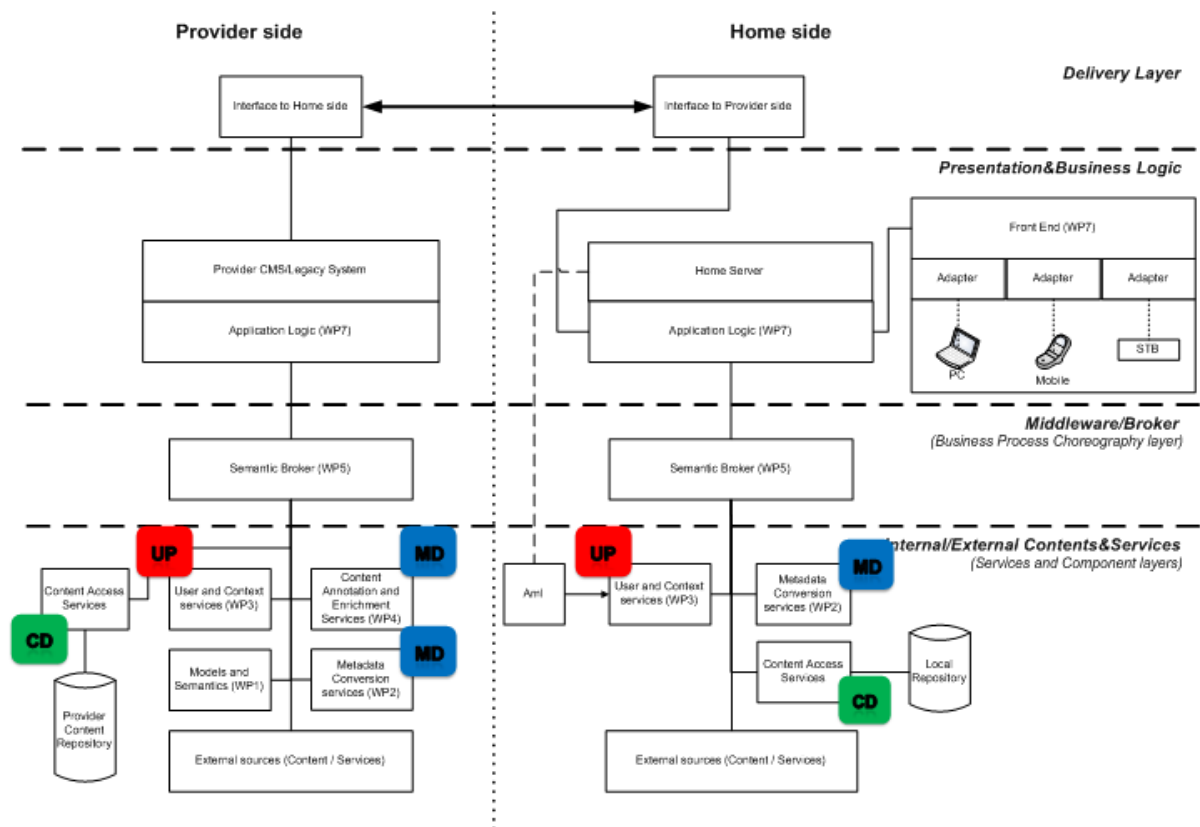 Provider side
Home side
Delivery Layer
Interface to Home side
Interface to Provider side
Presentation&Business Logic
Front End (WP7)
Provider CMS/Legacy System
Home Server
Adapter
Adapter
Adapter
Application Logic (WP7)
Application Logic (WP7)
STB
PC
Mobile
Middleware/Broker
(Business Process Choreography layer)
Semantic Broker (WP5)
Semantic Broker (WP5)
Internal/External Contents&Services
(Services and Component layers)
UP
MD
UP
MD
Content Access
Services
User and Context
services (WP3)
Content
Annotation and
Enrichment
Services (WP4)
AmI
User and Context
services (WP3)
Metadata
Conversion
services (WP2)
CD
MD
Models and
Semantics (WP1)
Metadata
Conversion
services (WP2)
Content Access
Services
Local
Repository
CD
Provider
Content
Repository
External sources (Content / Services)
External sources (Content / Services)